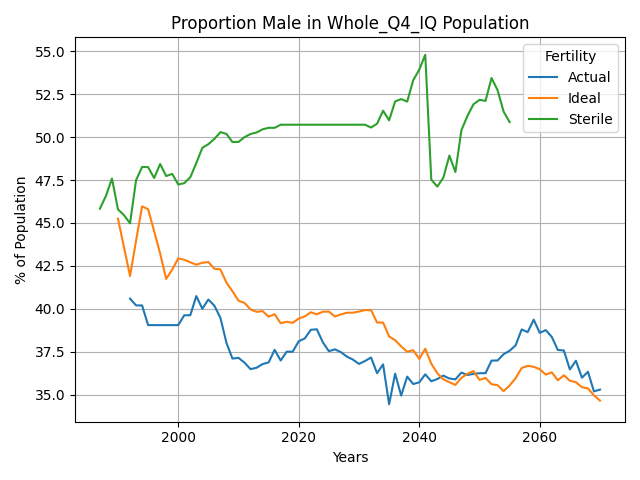 Proportion Male in Whole_Q4_IQ Population
Fertility
Actual
Ideal
Sterile
% of Population
55.0
52.5
50.0
47.5
45.0
42.5
40.0
37.5
35.0
2000
2020
2040
2060
Years